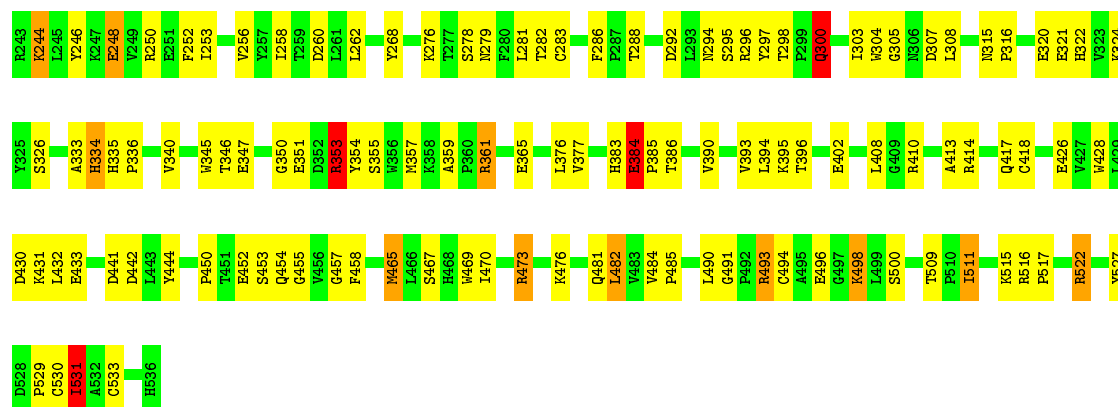 R243 K244 L245 Y246 K247 E248 V249 R250 E251 F252 I253 V256 Y257 I258 T259 D260 L261 L262 Y268 K276 T277 S278 N279 F280 L281 T282 C283 F286 P287 T288 D292 L293 N294 S295 R296 Y297 T298 P299 Q300 I303 W304 G305 N306 D307 L308 N315 P316 E320 E321 H322 V323 K324
Y325 S326 A333 H334 H335 P336 V340 W345 T346 E347 G350 E351 D352 R353 Y354 S355 W356 M357 K358 A359 P360 R361 E365 L376 V377 H383 E384 P385 T386 V390 V393 L394 K395 T396 E402 L408 G409 R410 A413 R414 Q417 C418 E426 V427 W428 L429
D430 K431 L432 E433 D441 D442 L443 Y444 P450 T451 E452 S453 Q454 G455 V456 G457 F458 M465 L466 S467 H468 W469 I470 R473 K476 Q481 L482 V483 V484 P485 L490 G491 P492 R493 C494 A495 E496 G497 K498 L499 S500 T509 P510 I511 K515 R516 P517 R522 Y527
D528 P529 C530 I531 A532 C533 H536